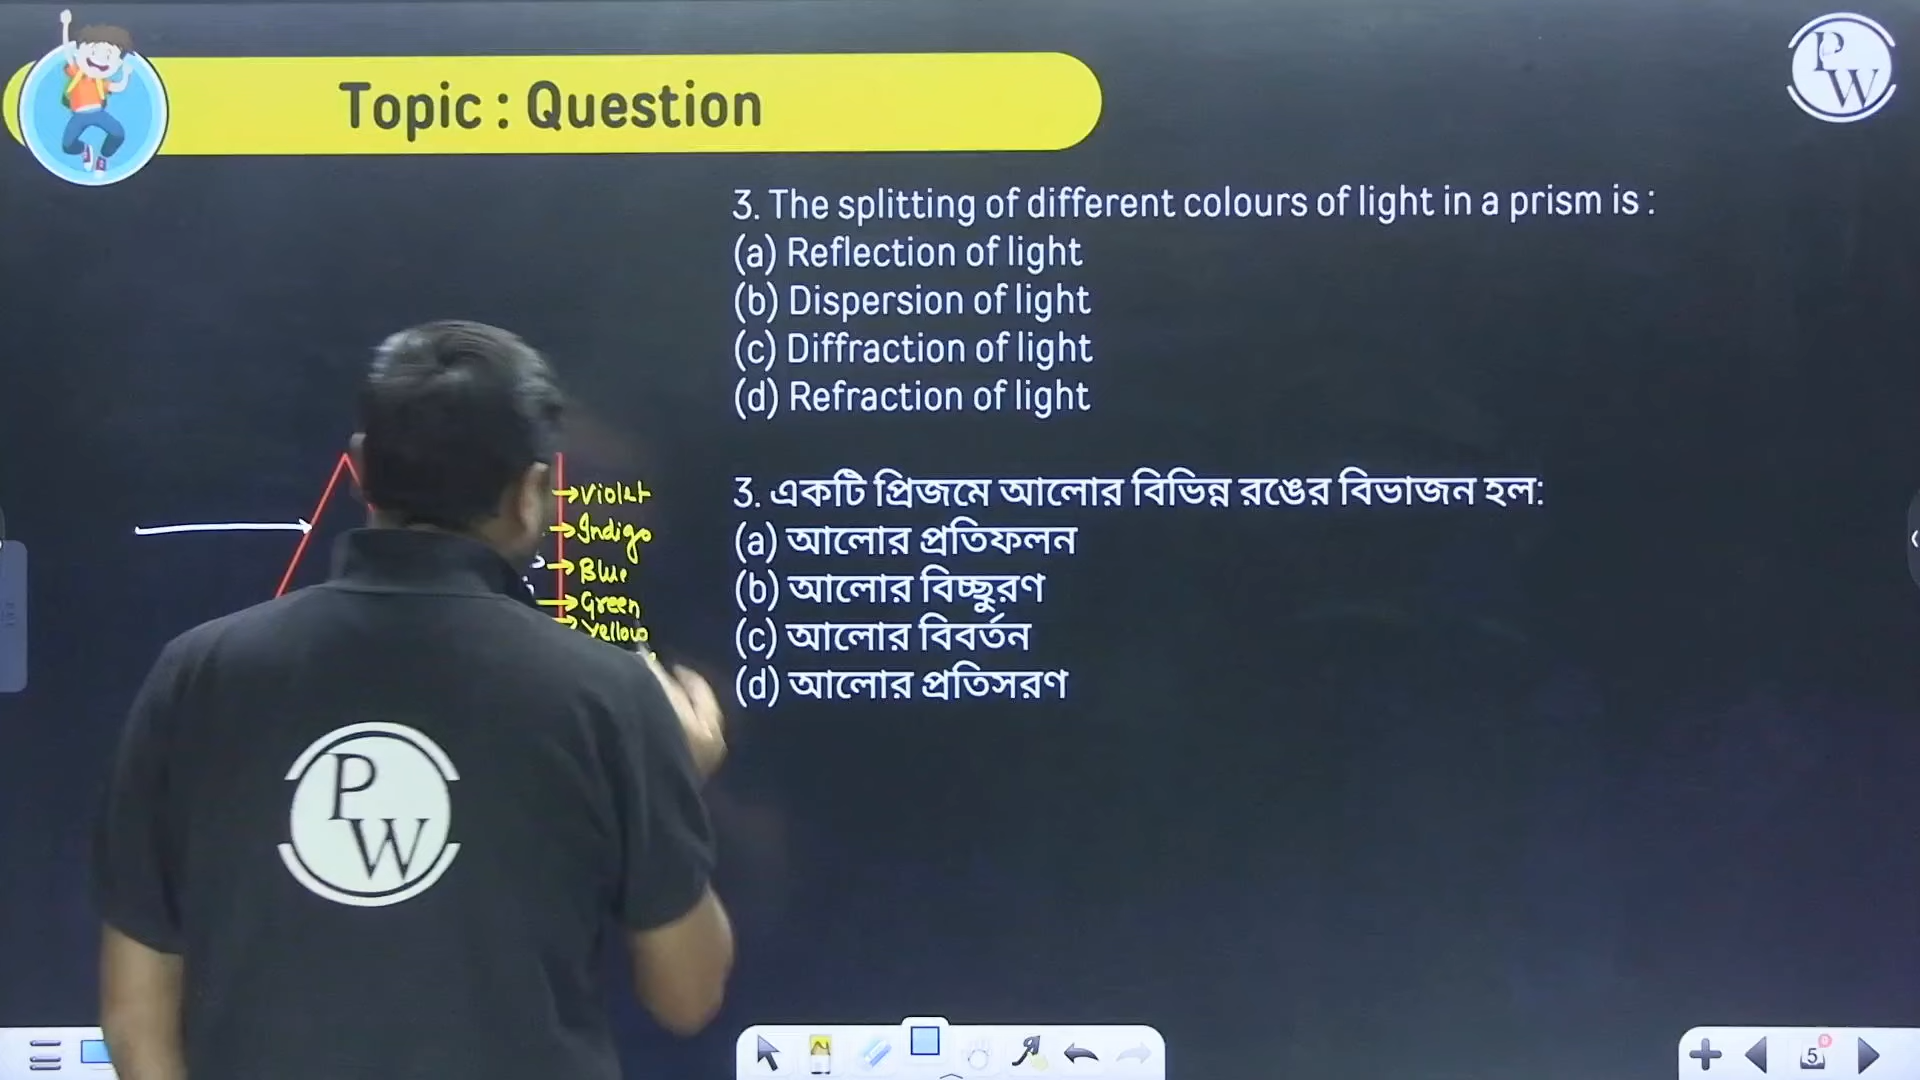 Topic : Question
PW
3. The splitting of different colours of light in a prism is :
(a) Reflection of light
(b) Dispersion of light
(c) Diffraction of light
(d) Refraction of light
Violet
Indigo
Blue
Green
Yellow
3. একটি প্রিজমে আলোর বিভিন্ন রঙের বিভাজন হল:
(a) আলোর প্রতিফলন
(b) আলোর বিচ্ছুরণ
(c) আলোর বিবর্তন
(d) আলোর প্রতিসরণ
PW
5
0